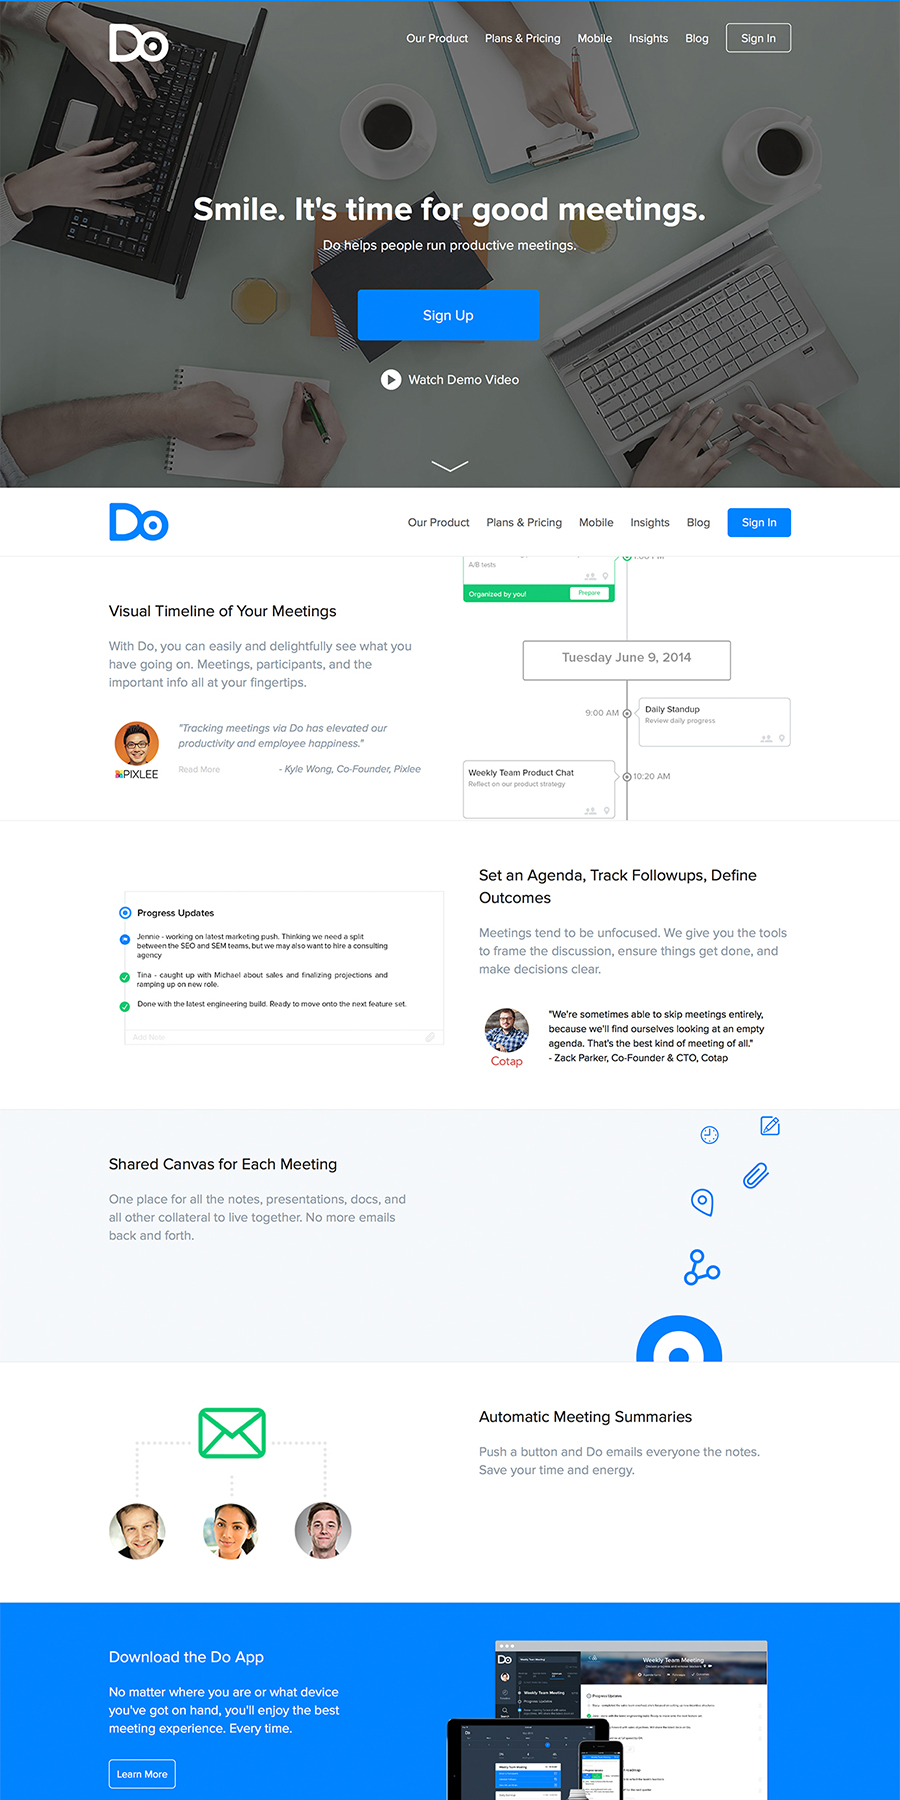 Do
Our Product Plans & Pricing Mobile Insights Blog Sign In
Smile. It's time for good meetings.
Do helps people run productive meetings.
Sign Up
Watch Demo Video
Do
Our Product Plans & Pricing Mobile Insights Blog Sign In
Visual Timeline of Your Meetings
With Do, you can easily and delightfully see what you
have going on. Meetings, participants, and the
important info all at your fingertips.
"Tracking meetings via Do has elevated our
productivity and employee happiness."
PIXLEE
Read More - Kyle Wong, Co-Founder, Pixlee
A/B tests
Organized by you! Prepare
Tuesday June 9, 2014
9:00 AM
Daily Standup
Review daily progress
Weekly Team Product Chat
Reflect on our product strategy
10:20 AM
Progress Updates
Jennie - working on latest marketing push. Thinking we need a split
between the SEO and SEM teams, but we may also want to hire a consulting
agency
Tina - caught up with Michael about sales and finalizing projections and
ramping up on new role.
Done with the latest engineering build. Ready to move onto the next feature set.
Add Note
Set an Agenda, Track Followups, Define
Outcomes
Meetings tend to be unfocused. We give you the tools
to frame the discussion, ensure things get done, and
make decisions clear.
"We're sometimes able to skip meetings entirely,
because we'll find ourselves looking at an empty
agenda. That's the best kind of meeting of all."
- Zack Parker, Co-Founder & CTO, Cotap
Cotap
Shared Canvas for Each Meeting
One place for all the notes, presentations, docs, and
all other collateral to live together. No more emails
back and forth.
Automatic Meeting Summaries
Push a button and Do emails everyone the notes.
Save your time and energy.
Download the Do App
No matter where you are or what device
you've got on hand, you'll enjoy the best
meeting experience. Every time.
Learn More
Do
Weekly Team Meeting
Weekly Team Meeting
Progress Updates
Progress Updates
Do
Weekly Team Meeting